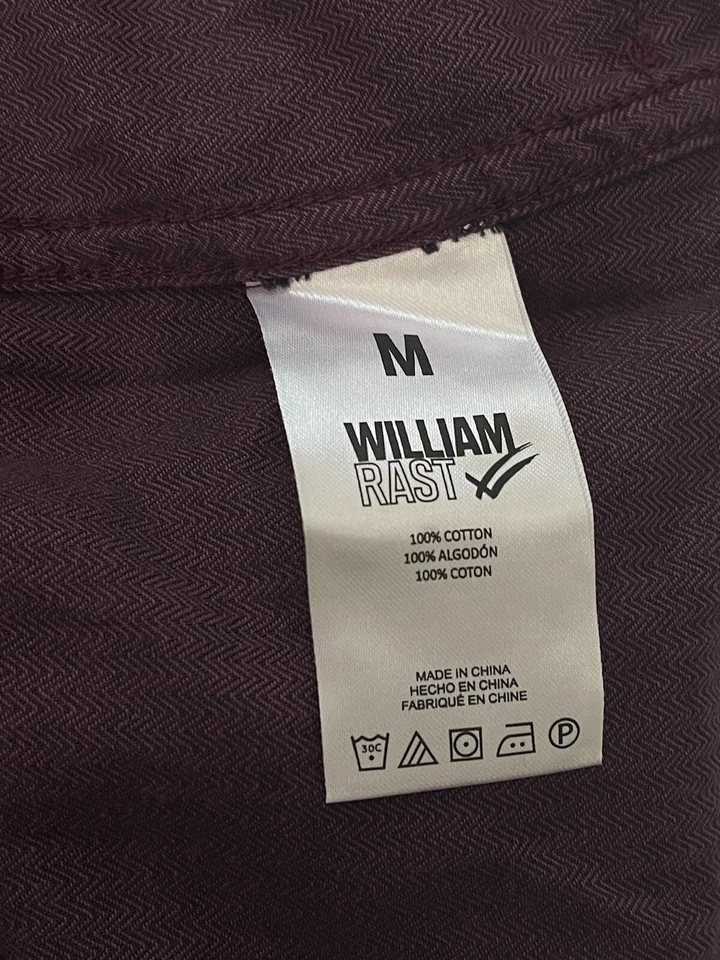 M
WILLIAM
RAST
100% COTTON
100% ALGODÓN
100% COTON
MADE IN CHINA
HECHO EN CHINA
FABRIQUÉ EN CHINE
30C P